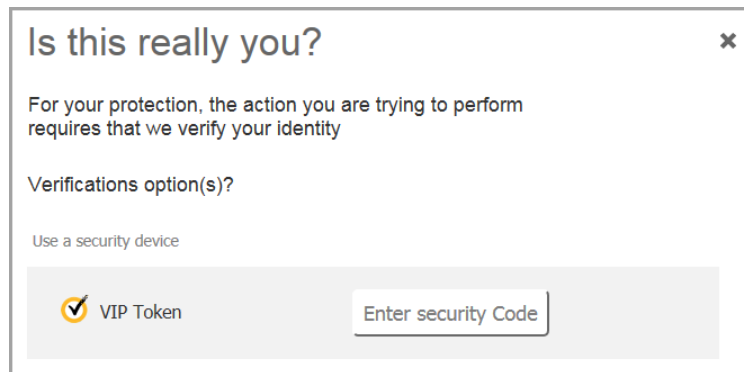 Is this really you?
For your protection, the action you are trying to perform
requires that we verify your identity
Verifications option(s)?
Use a security device
VIP Token
Enter security Code